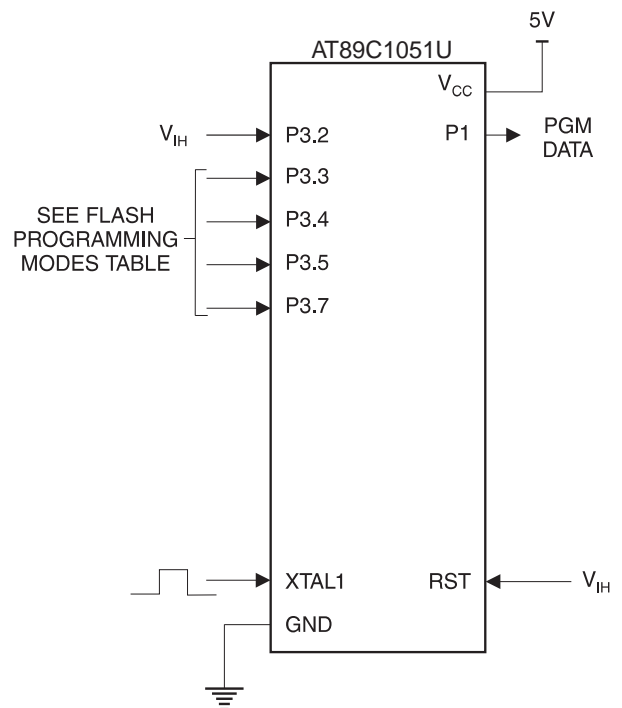 5V
AT89C1051U
VCC
VIH
P3.2
P1
PGM
DATA
P3.3
SEE FLASH
PROGRAMMING
MODES TABLE
P3.4
P3.5
P3.7
XTAL1
RST
VIH
GND